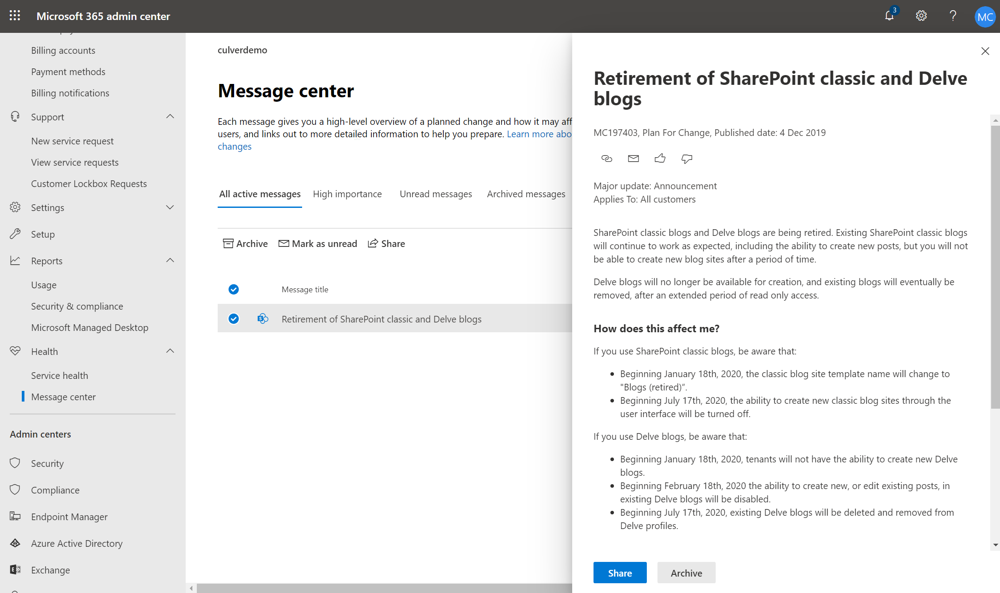 Microsoft 365 admin center
3
MC
Billing accounts
Payment methods
Billing notifications
Support
New service request
View service requests
Customer Lockbox Requests
Settings
Setup
Reports
Usage
Security & compliance
Microsoft Managed Desktop
Health
Service health
Message center
Admin centers
Security
Compliance
Endpoint Manager
Azure Active Directory
Exchange
culverdemo
Message center
Each message gives you a high-level overview of a planned change and how it may aff
users, and links out to more detailed information to help you prepare. Learn more abo
changes
All active messages High importance Unread messages Archived messages
Archive Mark as unread Share
Message title
Retirement of SharePoint classic and Delve blogs
Retirement of SharePoint classic and Delve
blogs
MC197403, Plan For Change, Published date: 4 Dec 2019
Major update: Announcement
Applies To: All customers
SharePoint classic blogs and Delve blogs are being retired. Existing SharePoint classic blogs
will continue to work as expected, including the ability to create new posts, but you will not
be able to create new blog sites after a period of time.
Delve blogs will no longer be available for creation, and existing blogs will eventually be
removed, after an extended period of read only access.
How does this affect me?
If you use SharePoint classic blogs, be aware that:
• Beginning January 18th, 2020, the classic blog site template name will change to
"Blogs (retired)”.
• Beginning July 17th, 2020, the ability to create new classic blog sites through the
user interface will be turned off.
If you use Delve blogs, be aware that:
• Beginning January 18th, 2020, tenants will not have the ability to create new Delve
blogs.
• Beginning February 18th, 2020 the ability to create new, or edit existing posts, in
existing Delve blogs will be disabled.
• Beginning July 17th, 2020, existing Delve blogs will be deleted and removed from
Delve profiles.
Share Archive